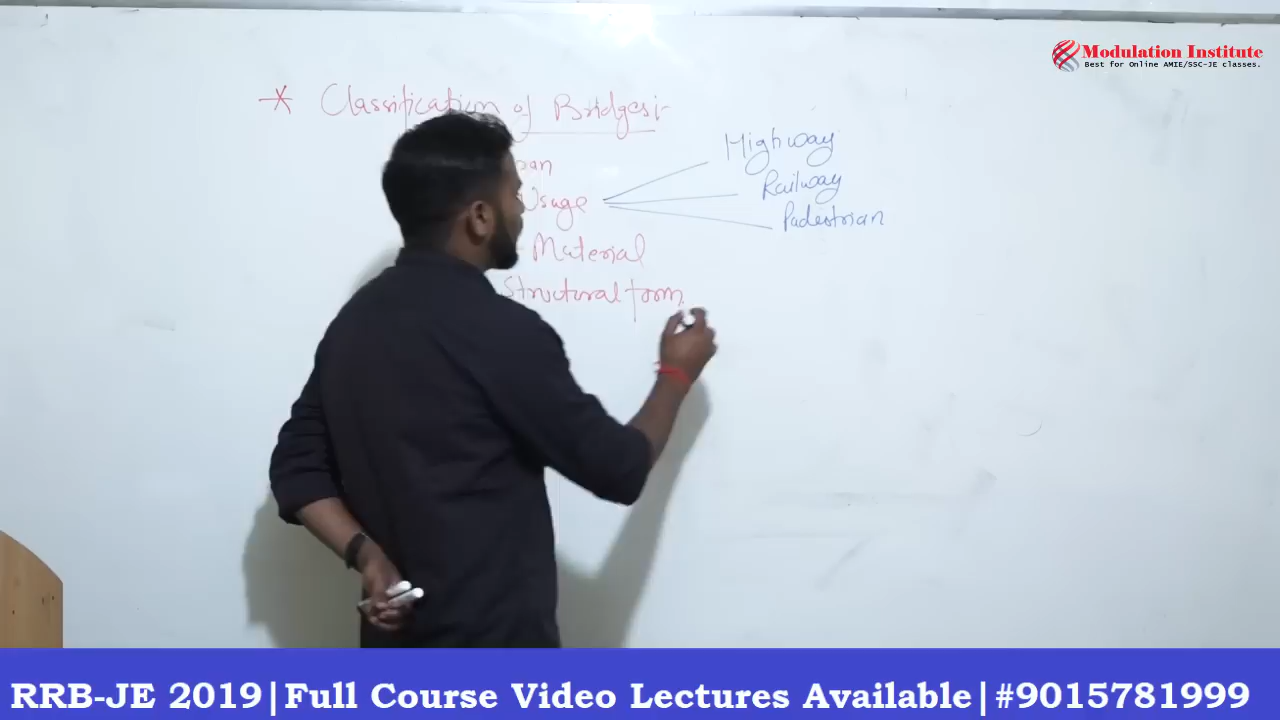 Modulation Institute
Best for Online AMIE/SSC-JE classes.
* Classification of Bridges:-
pan
Usage
Highway
Railway
Padestrian
Material
Structural form
RRB-JE 2019|Full Course Video Lectures Available|#9015781999